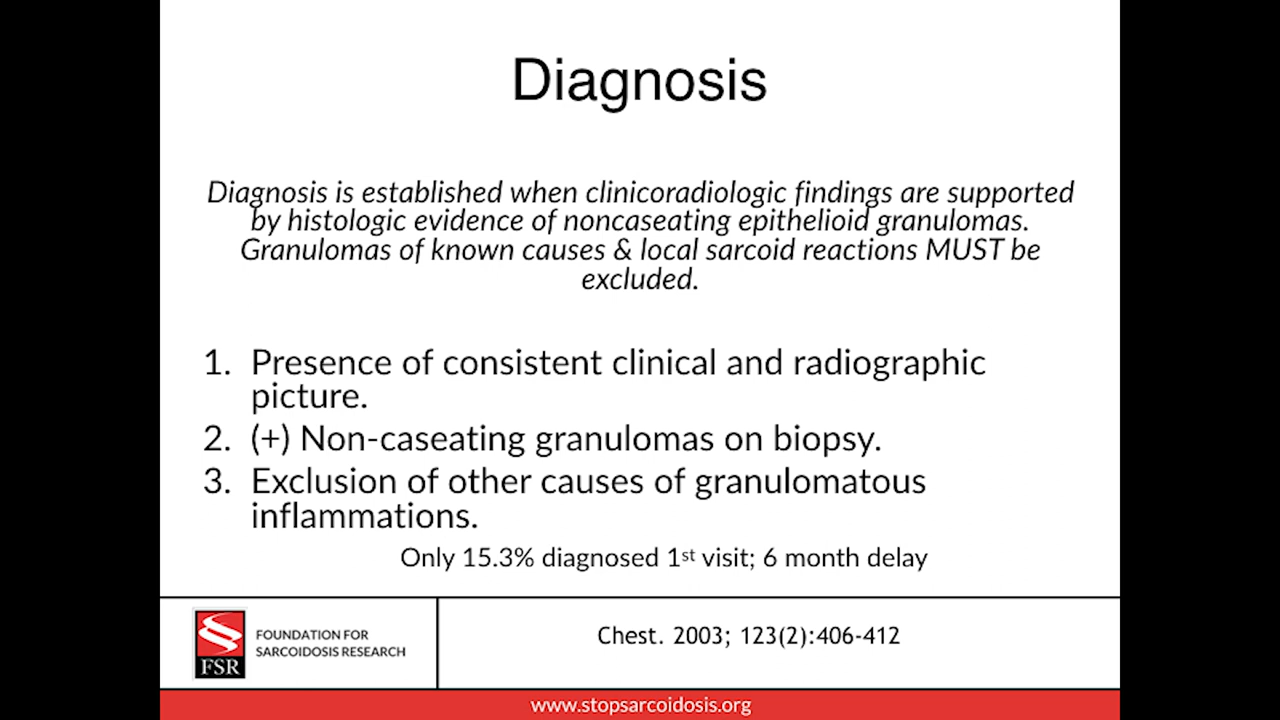 Diagnosis
Diagnosis is established when clinicoradiologic findings are supported
by histologic evidence of noncaseating epithelioid granulomas.
Granulomas of known causes & local sarcoid reactions MUST be
excluded.
1. Presence of consistent clinical and radiographic
picture.
2. (+) Non-caseating granulomas on biopsy.
3. Exclusion of other causes of granulomatous
inflammations.
Only 15.3% diagnosed 1st visit; 6 month delay
FSR
FOUNDATION FOR
SARCOIDOSIS RESEARCH
Chest. 2003; 123(2):406-412
www.stopsarcoidosis.org